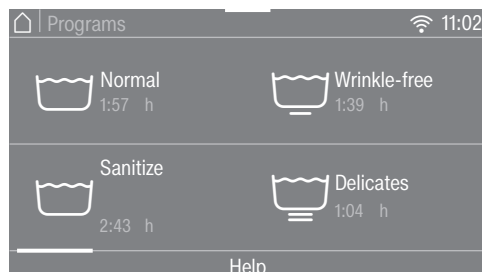 Programs
11:02
Normal
1:57 h
Wrinkle-free
1:39 h
Sanitize
2:43 h
Delicates
1:04 h
Help